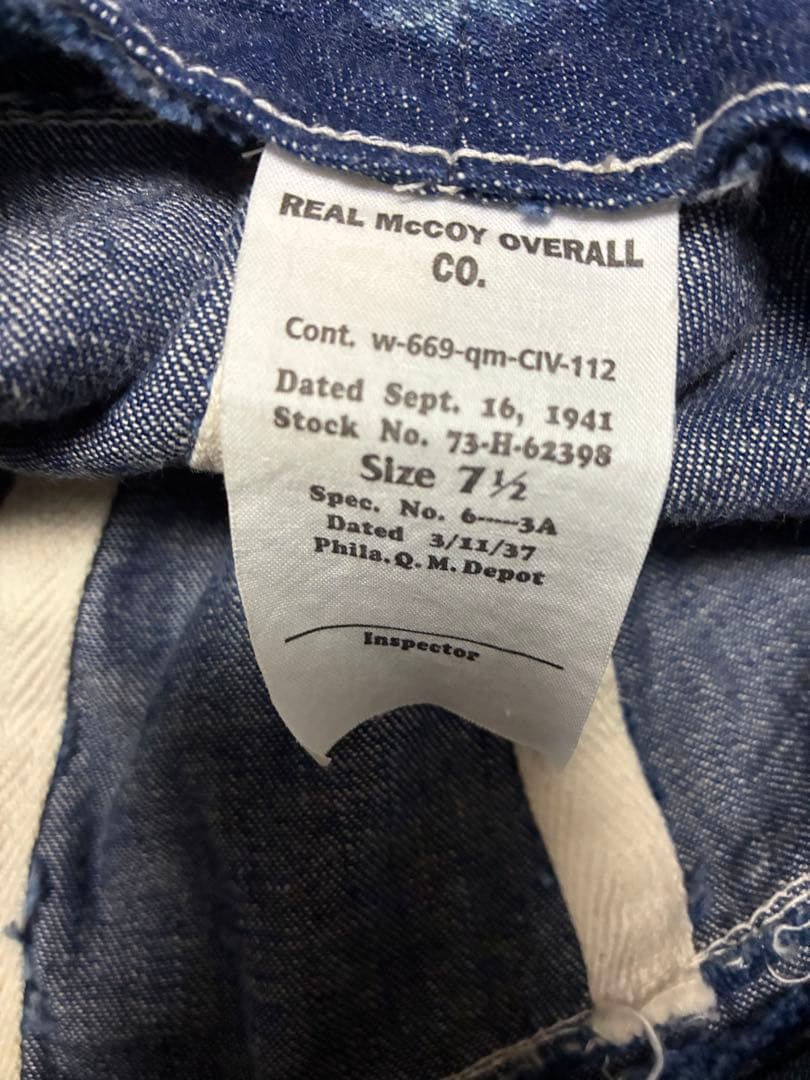 REAL McCOY OVERALL
CO.
Cont. w-669-qm-CIV-112
Dated Sept. 16, 1941
Stock No. 73-H-62398
Size 7½
Spec. No. 6-----3A
Dated 3/11/37
Phila. Q. M. Depot
Inspector